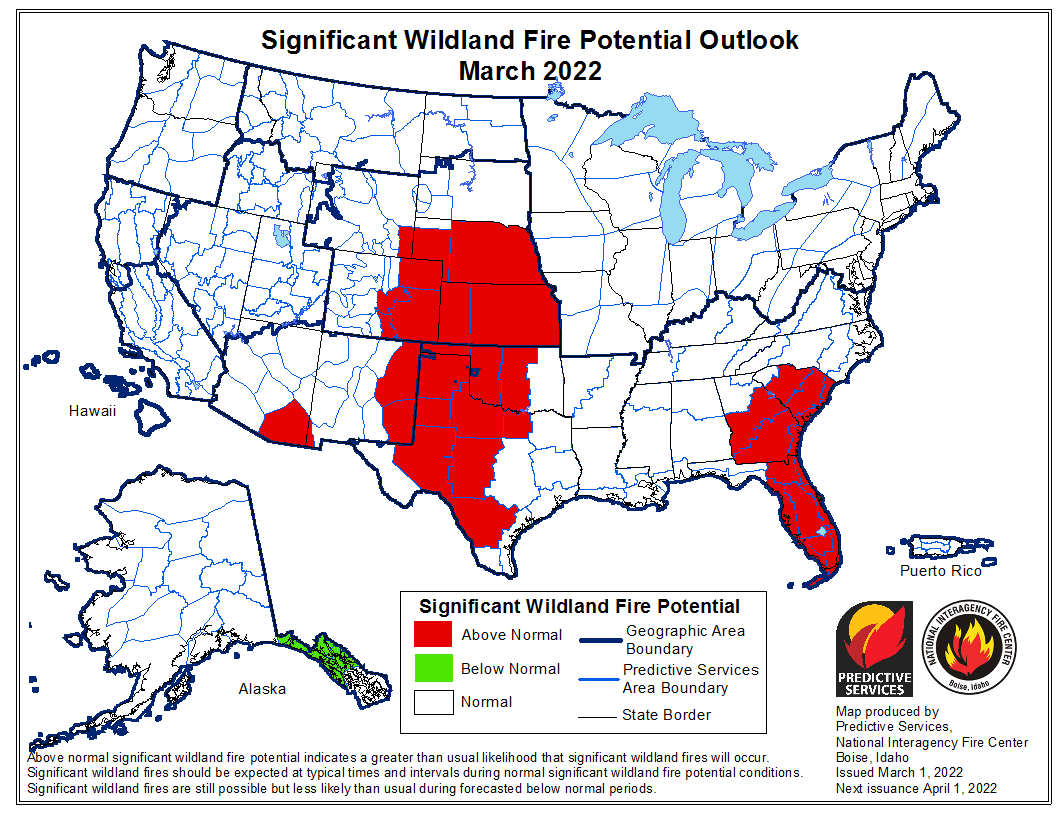 Significant Wildland Fire Potential Outlook
March 2022
Hawaii
Alaska
Puerto Rico
Significant Wildland Fire Potential
Above Normal
Below Normal
Normal
Geographic Area
Boundary
Predictive Services
Area Boundary
State Border
PREDICTIVE
SERVICES
NATIONAL INTERAGENCY FIRE CENTER
Boise, Idaho
Map produced by
Predictive Services,
National Interagency Fire Center
Boise, Idaho
Issued March 1, 2022
Next issuance April 1, 2022
Above normal significant wildland fire potential indicates a greater than usual likelihood that significant wildland fires will occur.
Significant wildland fires should be expected at typical times and intervals during normal significant wildland fire potential conditions.
Significant wildland fires are still possible but less likely than usual during forecasted below normal periods.